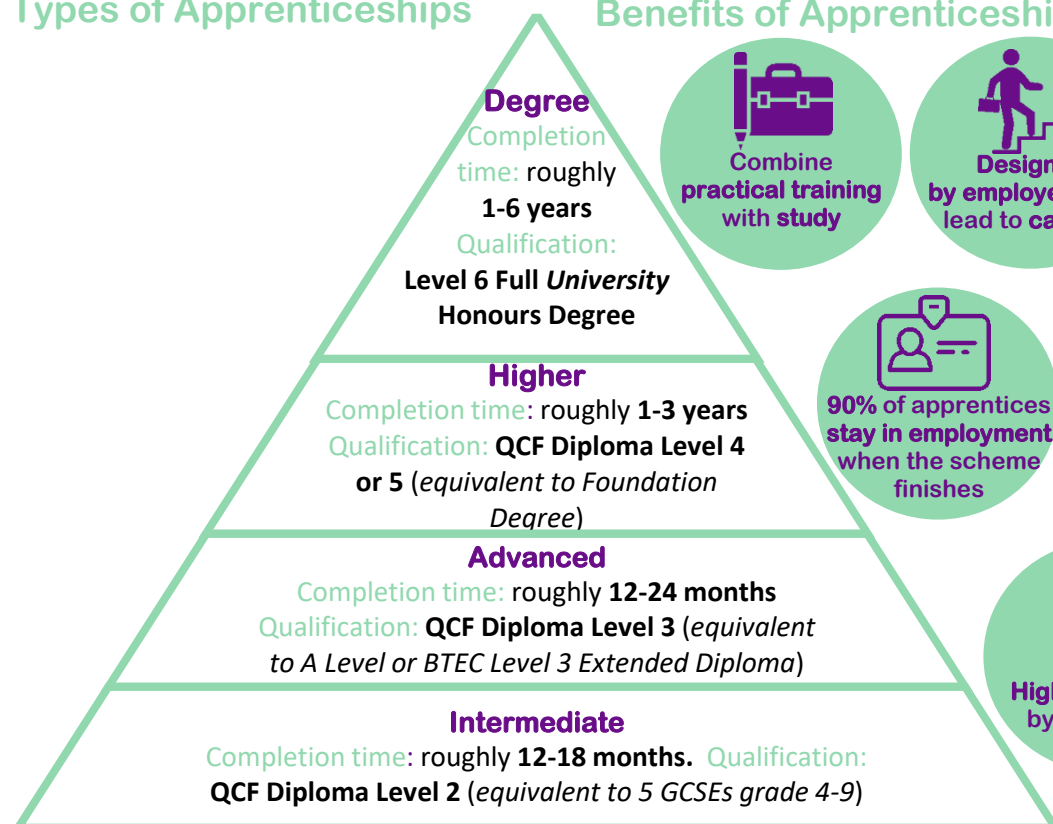 Types of Apprenticeships
Degree
Completion
time: roughly
1-6 years
Qualification:
Level 6 Full University
Honours Degree
Higher
Completion time: roughly 1-3 years
Qualification: QCF Diploma Level 4
or 5 (equivalent to Foundation
Degree)
Advanced
Completion time: roughly 12-24 months
Qualification: QCF Diploma Level 3 (equivalent
to A Level or BTEC Level 3 Extended Diploma)
Intermediate
Completion time: roughly 12-18 months. Qualification:
QCF Diploma Level 2 (equivalent to 5 GCSEs grade 4-9)
Benefits of Apprenticeshi
Combine
practical training
with study
Design
by employe
lead to ca
90% of apprentices
stay in employment
when the scheme
finishes
High
by